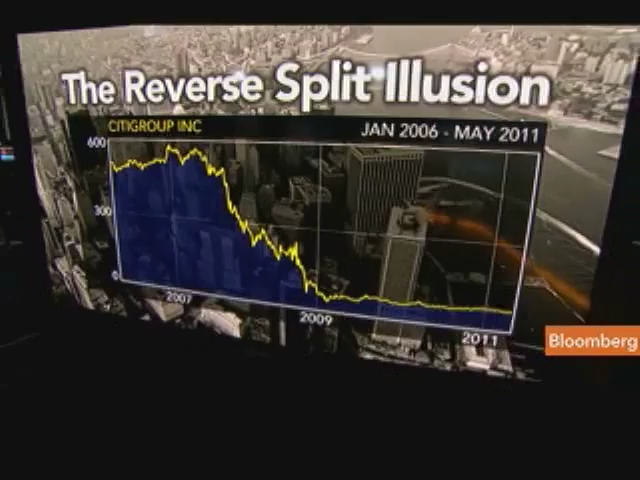 The Reverse Split Illusion
CITIGROUP INC
JAN 2006 - MAY 2011
600
300
0
2007
2009
2011
Bloomberg